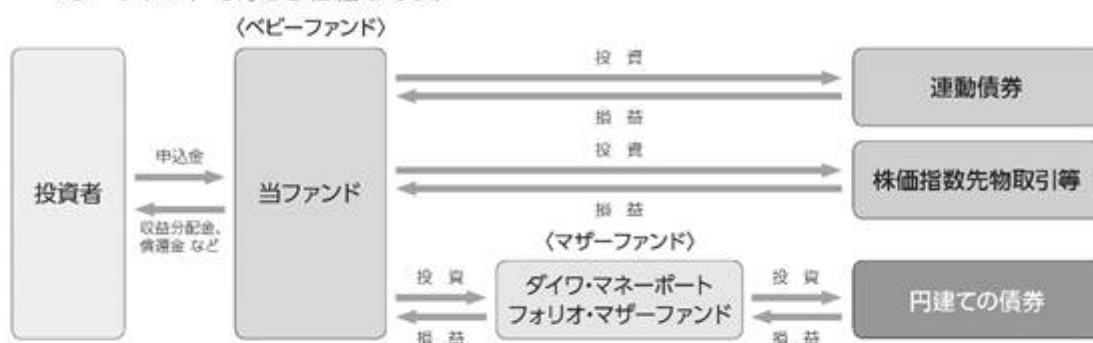 〈ベビーファンド〉
投資者
申込金
収益分配金、
償還金 など
当ファンド
投 資
損 益
連動債券
投 資
損 益
株価指数先物取引等
〈マザーファンド〉
投 資
損 益
ダイワ・マネーポート
フォリオ・マザーファンド
投 資
損 益
円建ての債券